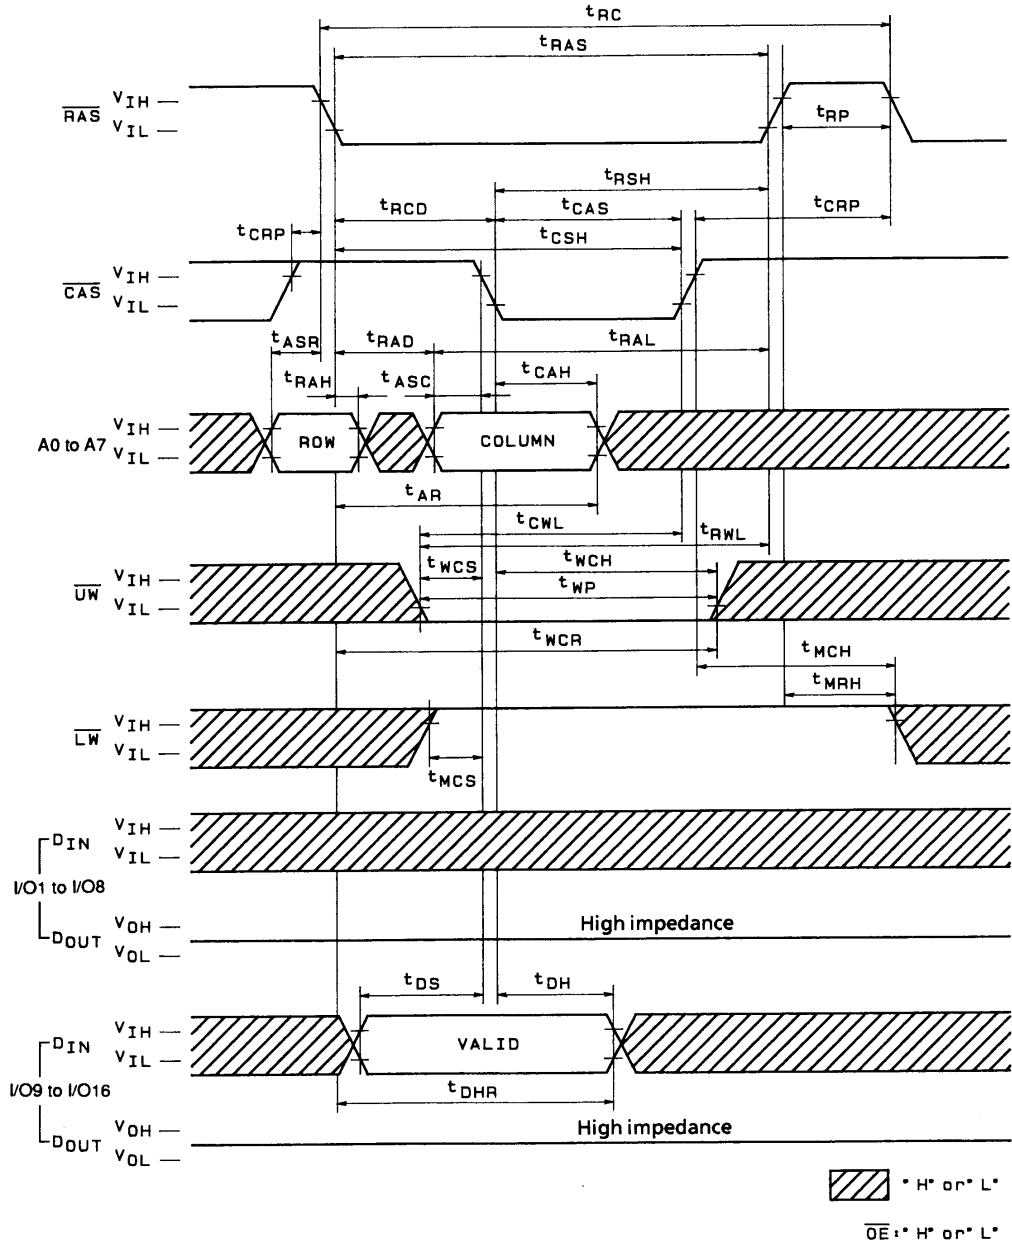 tRC
tRAS
RAS VIH
VIL
tRP
tRSH
tRCD tCAS tCRP
tCRP tCSH
CAS VIH
VIL
tASR tRAD tRAL
tRAH tASC tCAH
A0 to A7 VIH
VIL
ROW COLUMN
tAR
tCWL
tRWL
tWCS tWCH
tWP
UW VIH
VIL
tWCR
tMCH
tMRH
LW VIH
VIL
tMCS
DIN VIH
VIL
I/O1 to I/O8
DOUT VOH
VOL
High impedance
tDS tDH
DIN VIH
VIL
VALID
I/O9 to I/O16
tDHR
DOUT VOH
VOL
High impedance
"H" or "L"
OE: "H" or "L"